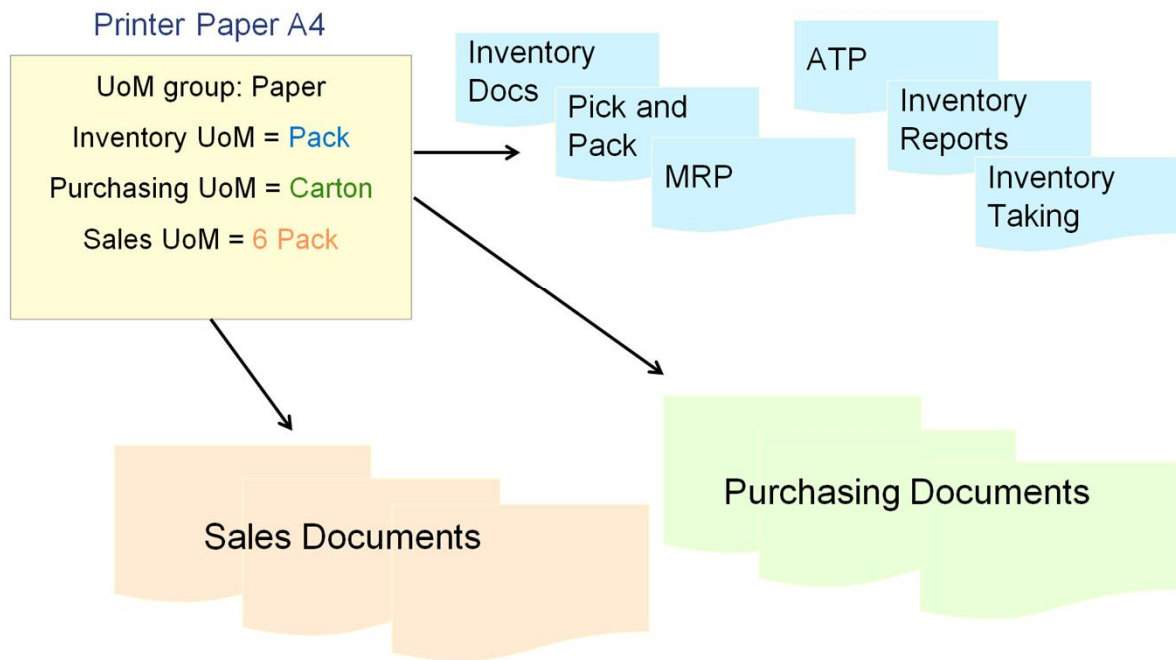 Printer Paper A4
UoM group: Paper
Inventory UoM = Pack
Purchasing UoM = Carton
Sales UoM = 6 Pack
Inventory
Docs
Pick and
Pack
MRP
ATP
Inventory
Reports
Inventory
Taking
Sales Documents
Purchasing Documents